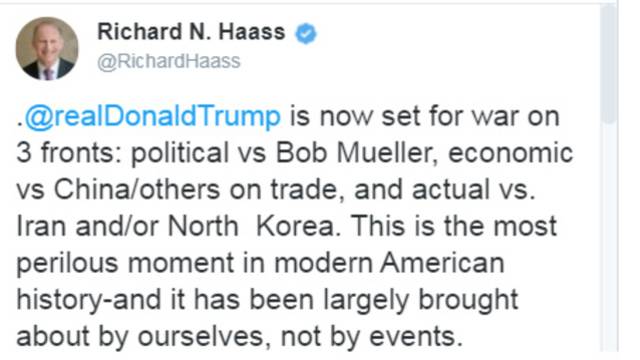 Richard N. Haass
@RichardHaass
.@realDonaldTrump is now set for war on
3 fronts: political vs Bob Mueller, economic
vs China/others on trade, and actual vs.
Iran and/or North  Korea. This is the most
perilous moment in modern American
history-and it has been largely brought
about by ourselves, not by events.